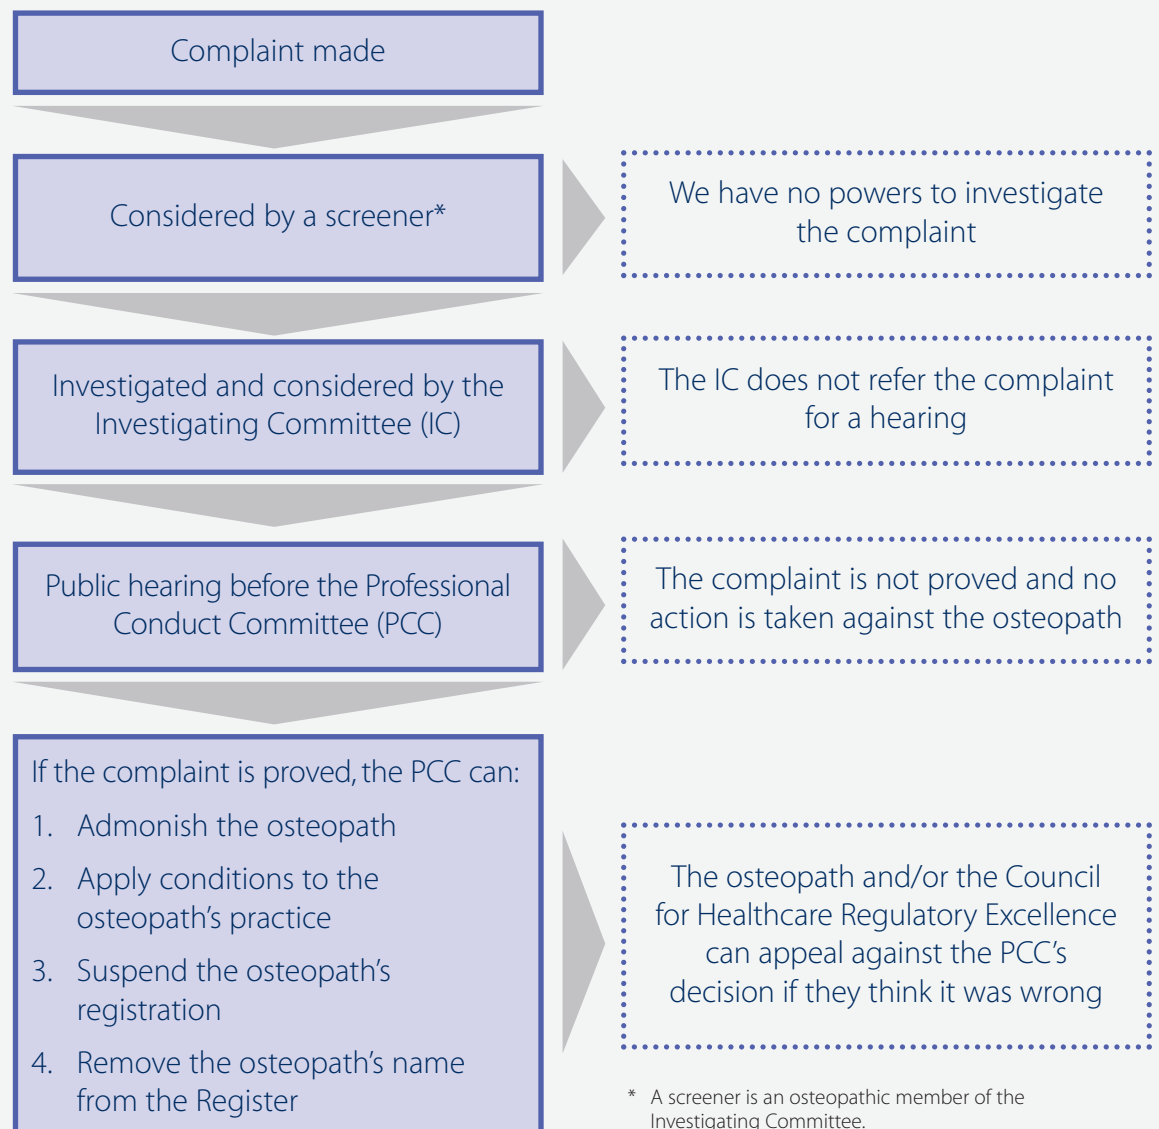 Complaint made
Considered by a screener*
We have no powers to investigate
the complaint
Investigated and considered by the
Investigating Committee (IC)
The IC does not refer the complaint
for a hearing
Public hearing before the Professional
Conduct Committee (PCC)
The complaint is not proved and no
action is taken against the osteopath
If the complaint is proved, the PCC can:
1. Admonish the osteopath
2. Apply conditions to the
osteopath's practice
3. Suspend the osteopath's
registration
4. Remove the osteopath's name
from the Register
The osteopath and/or the Council
for Healthcare Regulatory Excellence
can appeal against the PCC's
decision if they think it was wrong
* A screener is an osteopathic member of the
Investigating Committee.